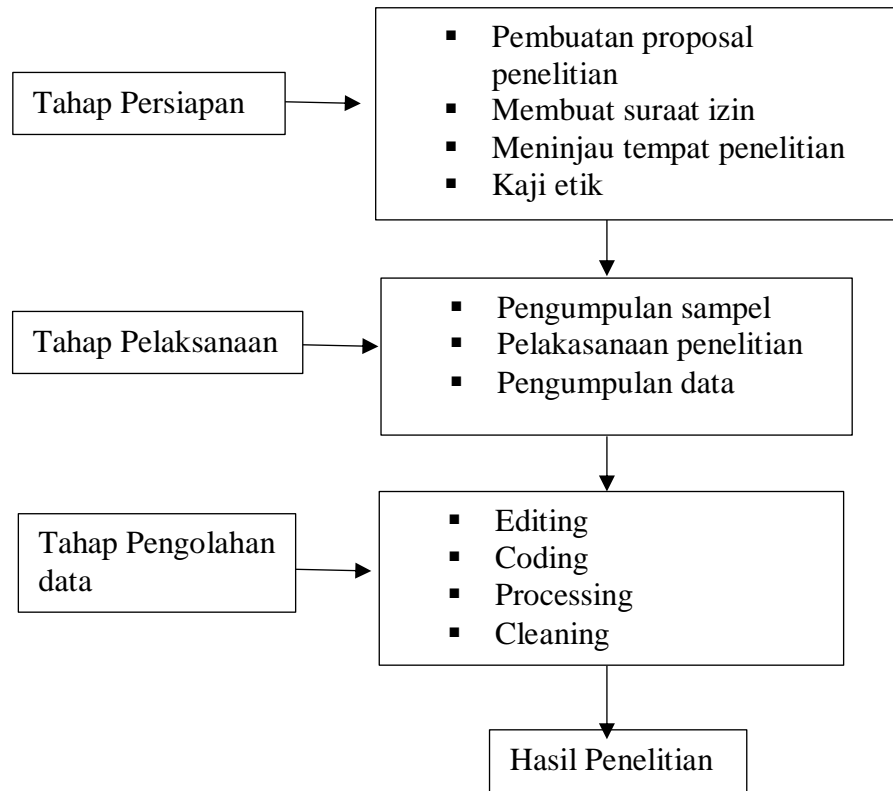 Tahap Persiapan
▪ Pembuatan proposal
penelitian
▪ Membuat suraat izin
▪ Meninjau tempat penelitian
▪ Kaji etik
Tahap Pelaksanaan
▪ Pengumpulan sampel
▪ Pelakasanaan penelitian
▪ Pengumpulan data
Tahap Pengolahan
data
▪ Editing
▪ Coding
▪ Processing
▪ Cleaning
Hasil Penelitian